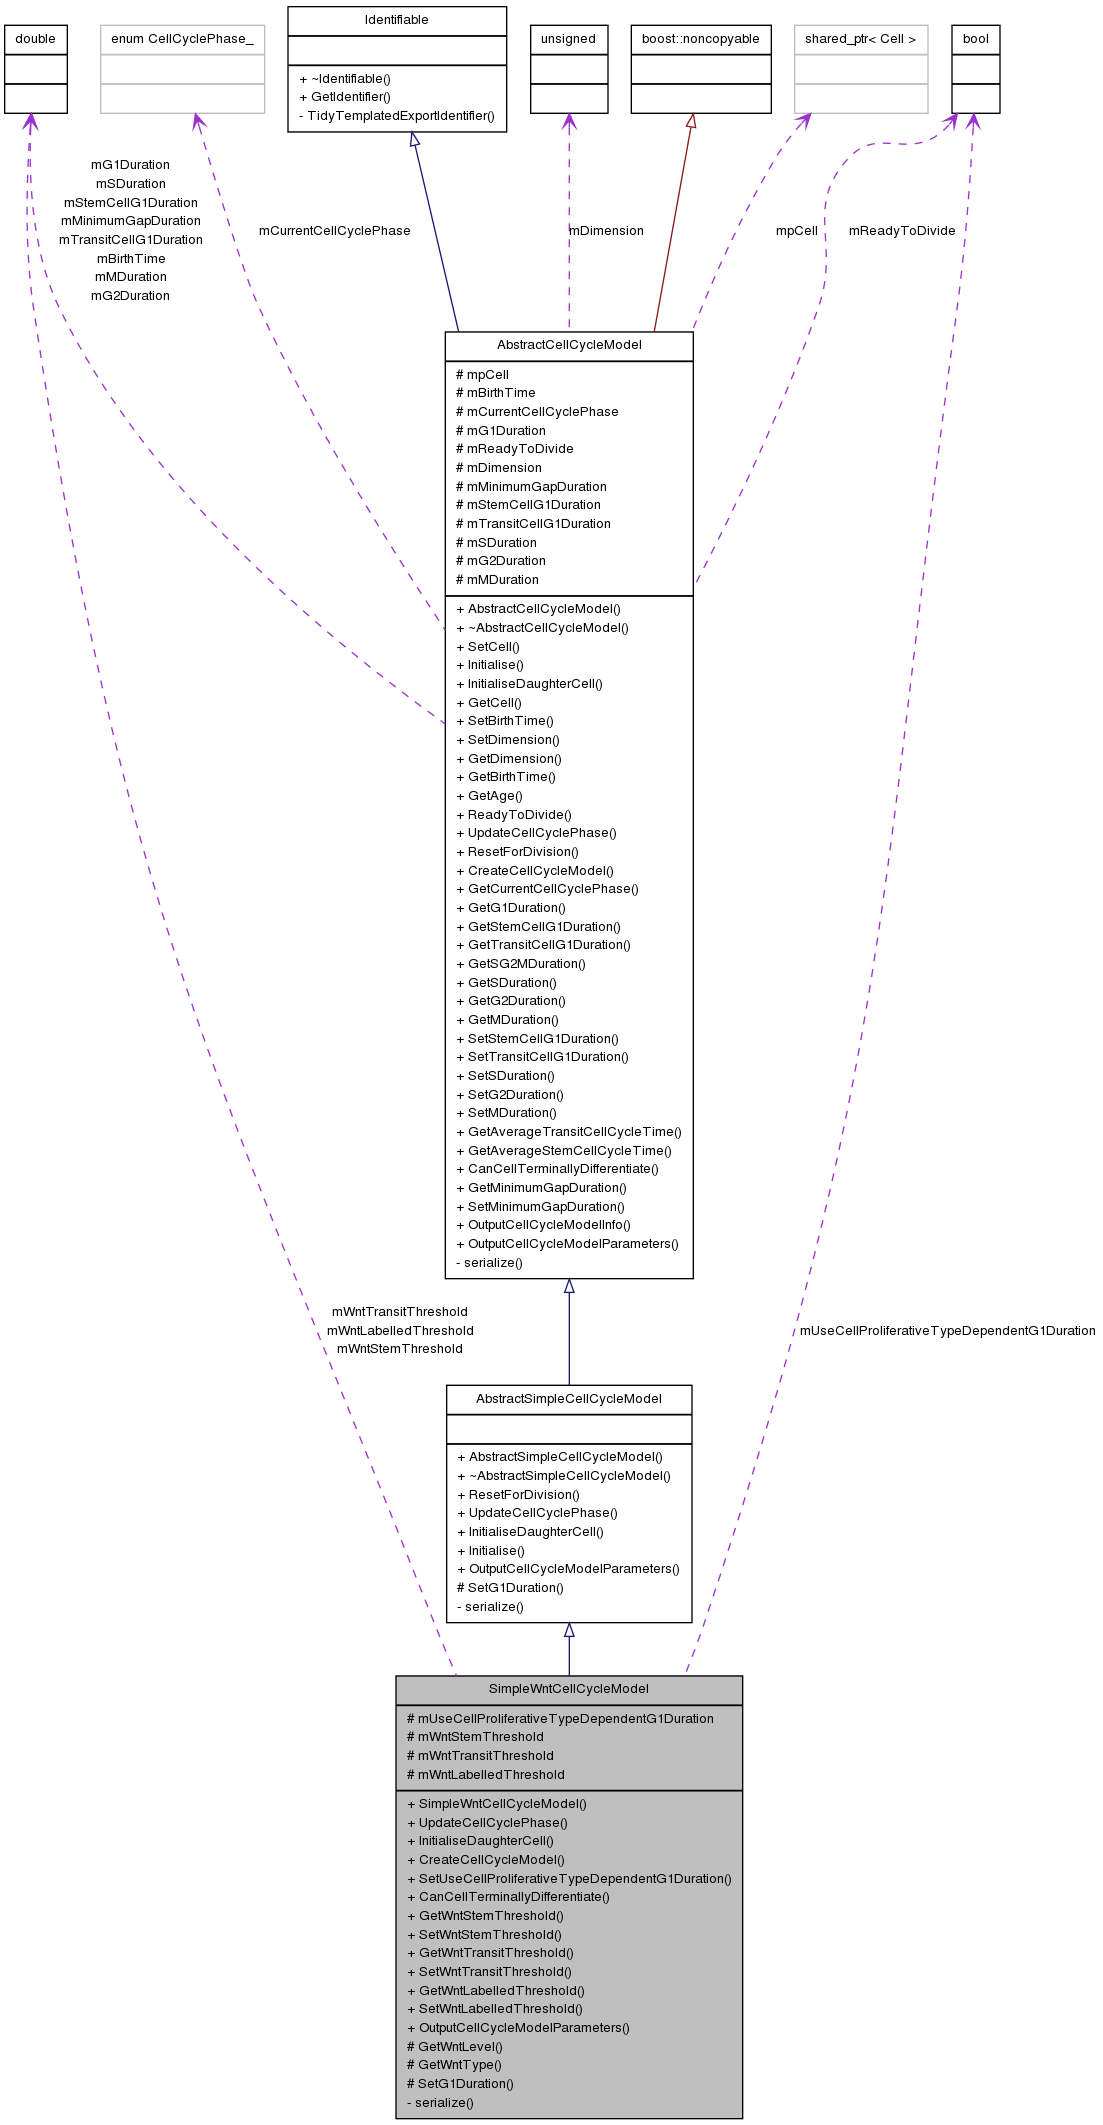 double
enum CellCyclePhase_
Identifiable
+ ~Identifiable()
+ GetIdentifier()
- TidyTemplatedExportIdentifier()
unsigned
boost::noncopyable
shared_ptr< Cell >
bool
mG1Duration
mSDuration
mStemCellG1Duration
mMinimumGapDuration
mTransitCellG1Duration
mBirthTime
mMDuration
mG2Duration
mCurrentCellCyclePhase
mDimension
mpCell
mReadyToDivide
AbstractCellCycleModel
# mpCell
# mBirthTime
# mCurrentCellCyclePhase
# mG1Duration
# mReadyToDivide
# mDimension
# mMinimumGapDuration
# mStemCellG1Duration
# mTransitCellG1Duration
# mSDuration
# mG2Duration
# mMDuration
+ AbstractCellCycleModel()
+ ~AbstractCellCycleModel()
+ SetCell()
+ Initialise()
+ InitialiseDaughterCell()
+ GetCell()
+ SetBirthTime()
+ SetDimension()
+ GetDimension()
+ GetBirthTime()
+ GetAge()
+ ReadyToDivide()
+ UpdateCellCyclePhase()
+ ResetForDivision()
+ CreateCellCycleModel()
+ GetCurrentCellCyclePhase()
+ GetG1Duration()
+ GetStemCellG1Duration()
+ GetTransitCellG1Duration()
+ GetSG2MDuration()
+ GetSDuration()
+ GetG2Duration()
+ GetMDuration()
+ SetStemCellG1Duration()
+ SetTransitCellG1Duration()
+ SetSDuration()
+ SetG2Duration()
+ SetMDuration()
+ GetAverageTransitCellCycleTime()
+ GetAverageStemCellCycleTime()
+ CanCellTerminallyDifferentiate()
+ GetMinimumGapDuration()
+ SetMinimumGapDuration()
+ OutputCellCycleModelInfo()
+ OutputCellCycleModelParameters()
- serialize()
mWntTransitThreshold
mWntLabelledThreshold
mWntStemThreshold
mUseCellProliferativeTypeDependentG1Duration
AbstractSimpleCellCycleModel
+ AbstractSimpleCellCycleModel()
+ ~AbstractSimpleCellCycleModel()
+ ResetForDivision()
+ UpdateCellCyclePhase()
+ InitialiseDaughterCell()
+ Initialise()
+ OutputCellCycleModelParameters()
# SetG1Duration()
- serialize()
SimpleWntCellCycleModel
# mUseCellProliferativeTypeDependentG1Duration
# mWntStemThreshold
# mWntTransitThreshold
# mWntLabelledThreshold
+ SimpleWntCellCycleModel()
+ UpdateCellCyclePhase()
+ InitialiseDaughterCell()
+ CreateCellCycleModel()
+ SetUseCellProliferativeTypeDependentG1Duration()
+ CanCellTerminallyDifferentiate()
+ GetWntStemThreshold()
+ SetWntStemThreshold()
+ GetWntTransitThreshold()
+ SetWntTransitThreshold()
+ GetWntLabelledThreshold()
+ SetWntLabelledThreshold()
+ OutputCellCycleModelParameters()
# GetWntLevel()
# GetWntType()
# SetG1Duration()
- serialize()